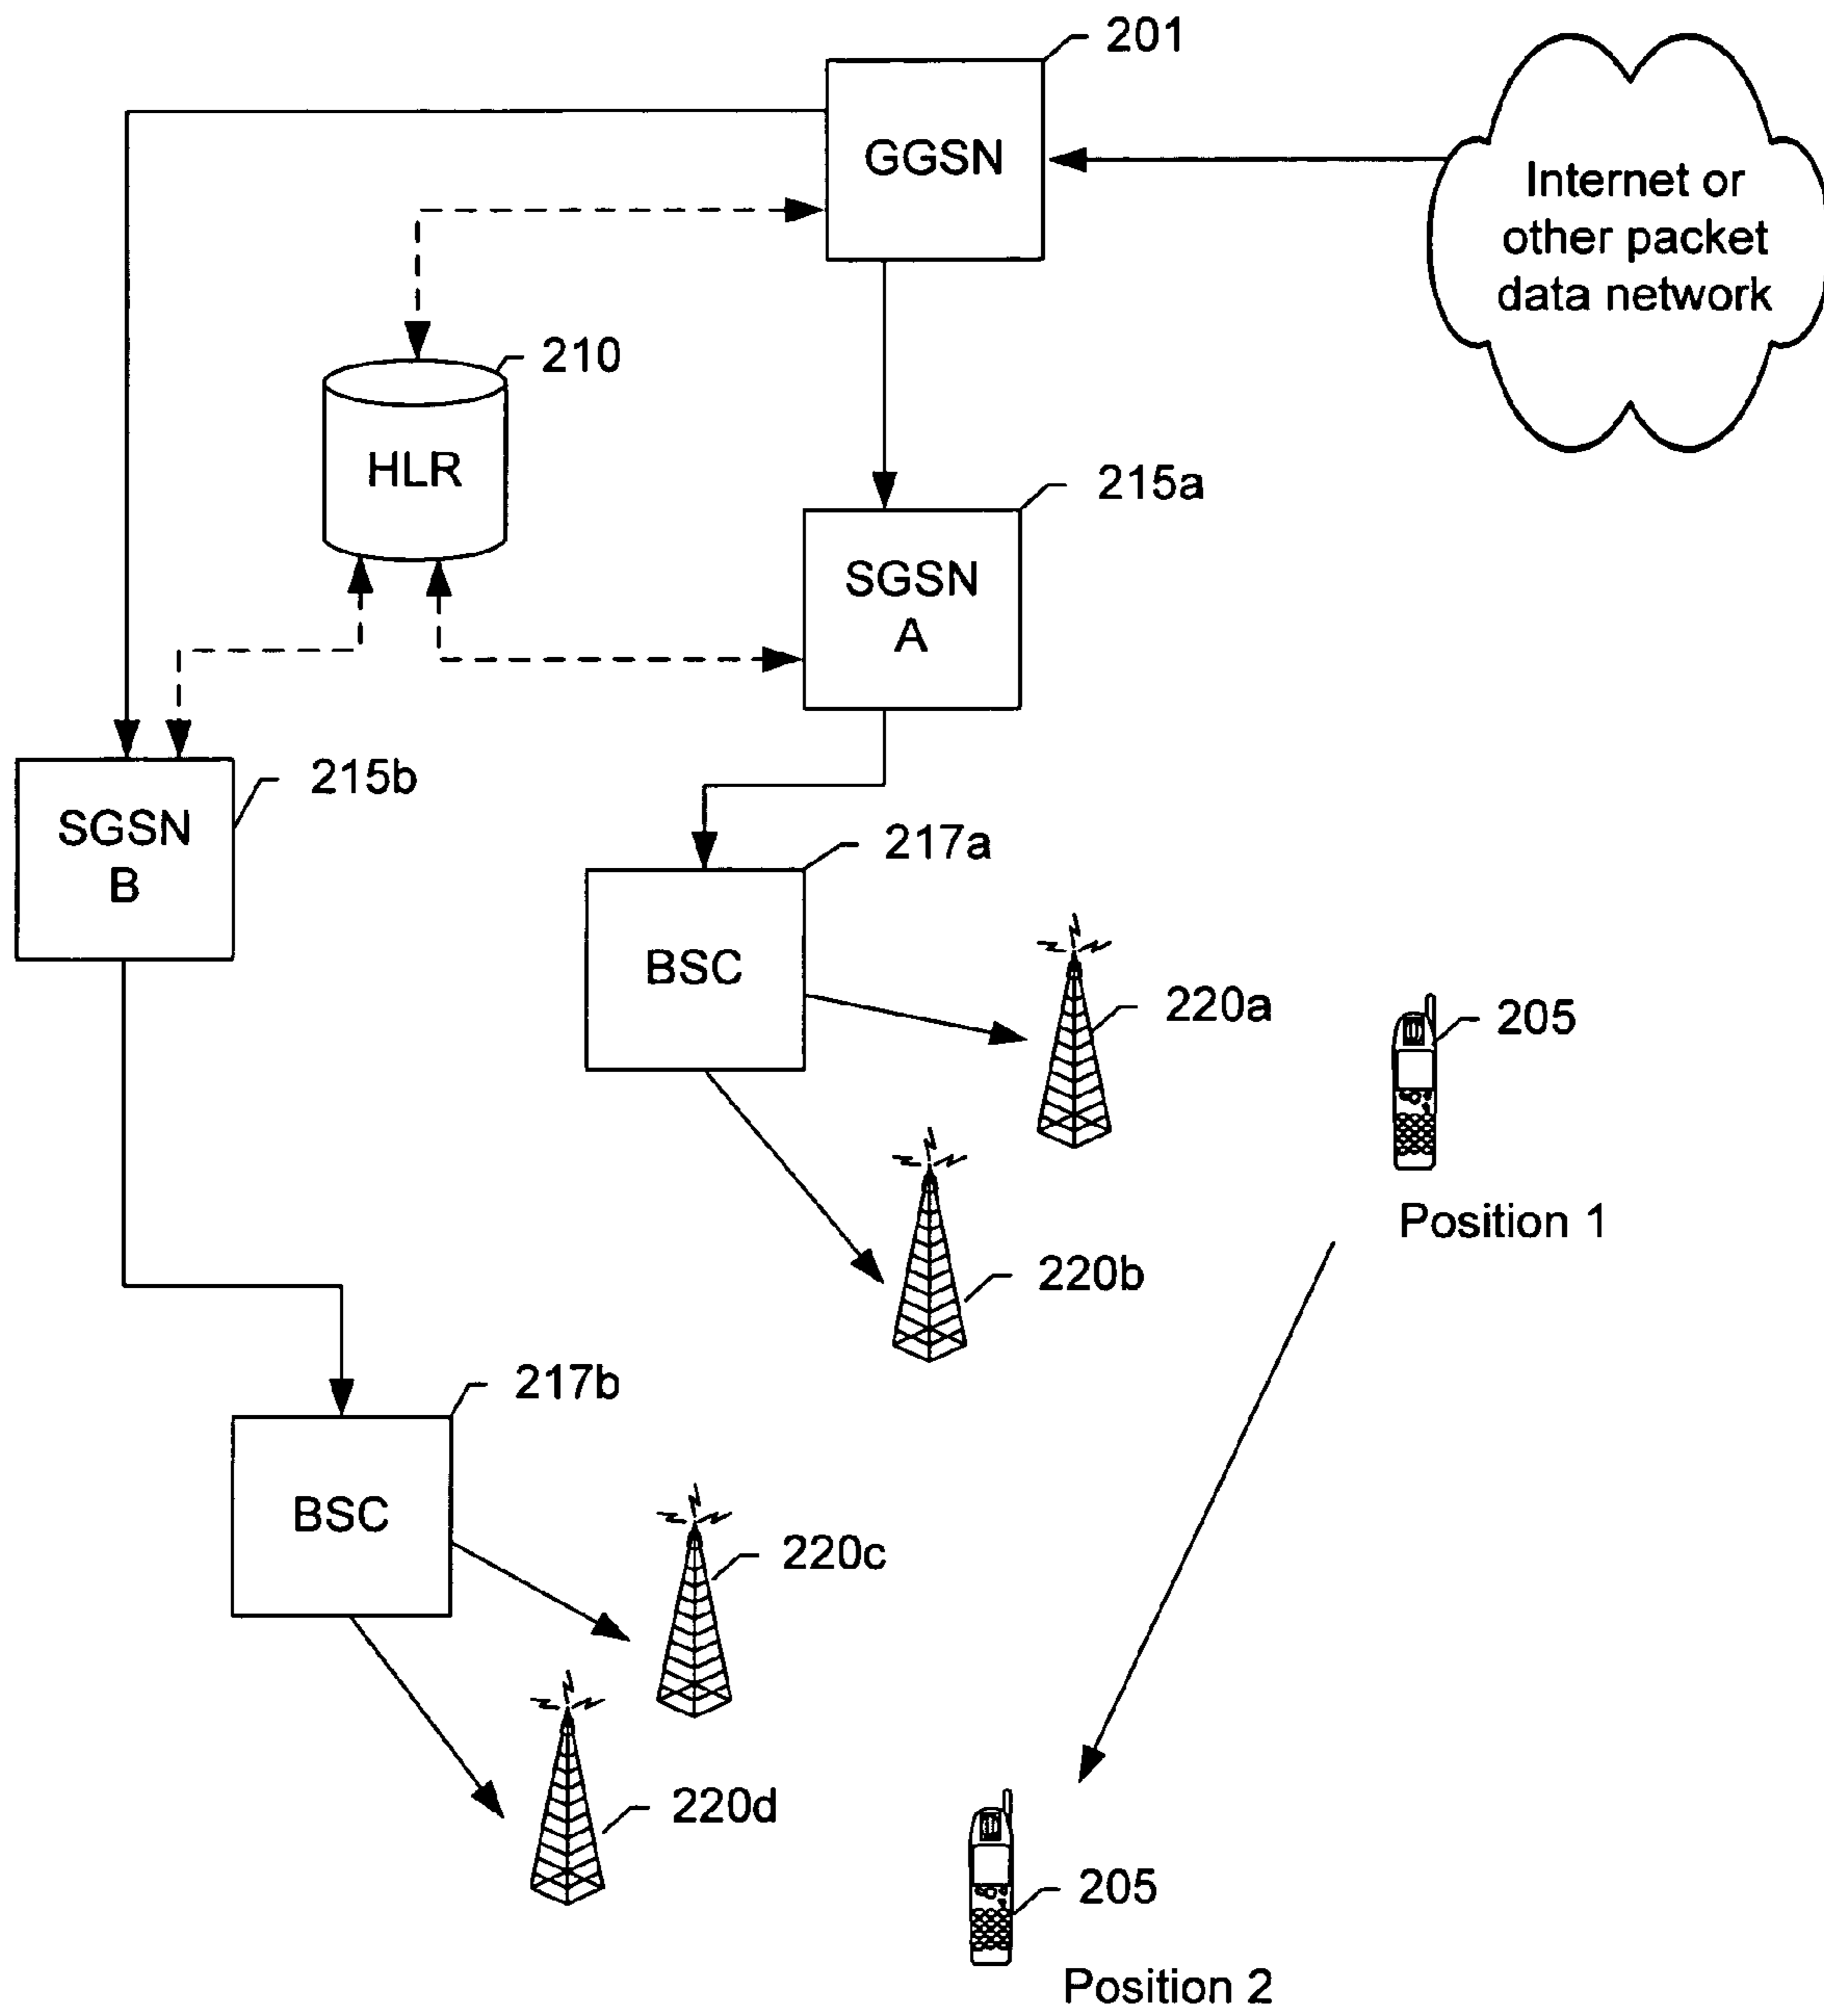 201
GGSN
Internet or
other packet
data network
210
HLR
215a
SGSN
A
215b
SGSN
B
217a
BSC
220a
205
Position 1
220b
217b
BSC
220c
220d
205
Position 2